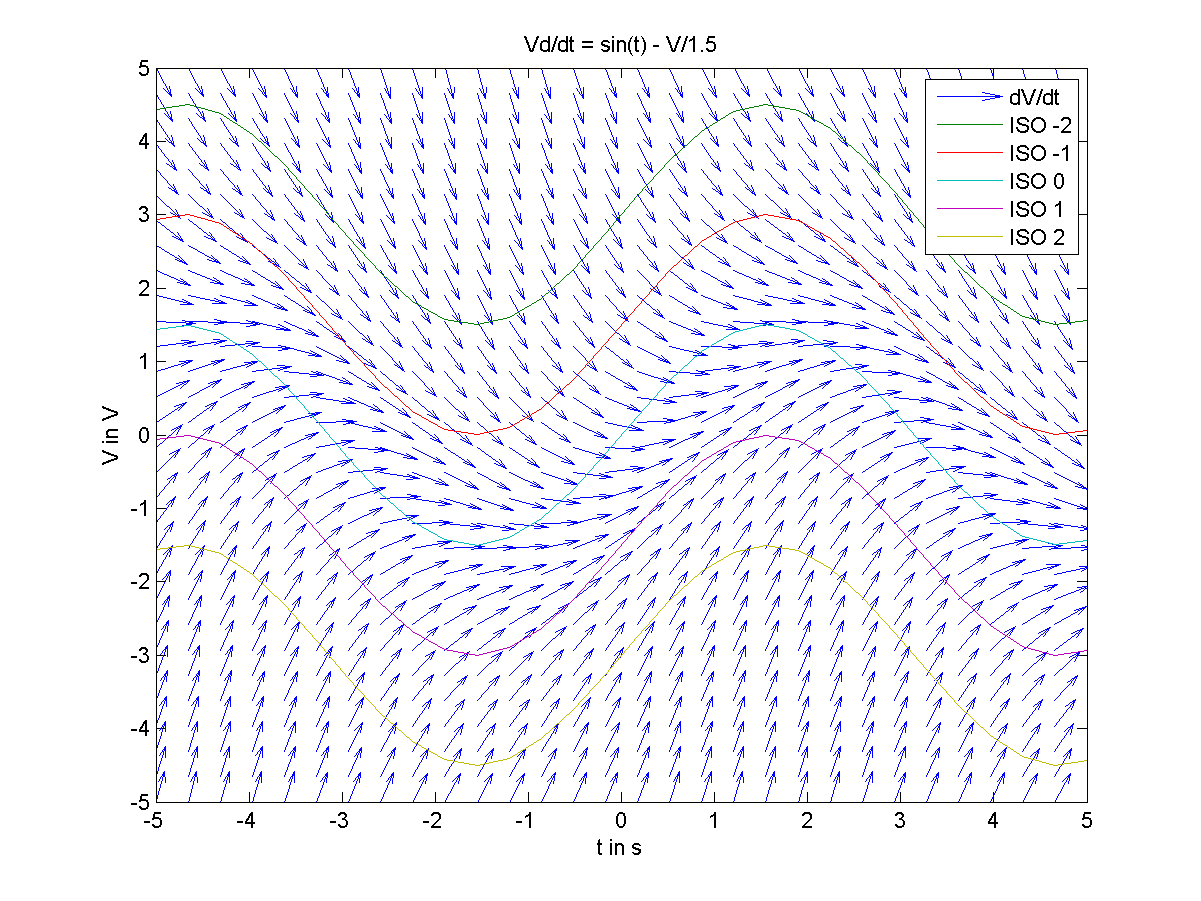 Vd/dt = sin(t) - V/1.5
5
4
3
2
1
0
-1
-2
-3
-4
-5
V in V
dV/dt
ISO -2
ISO -1
ISO 0
ISO 1
ISO 2
-5 -4 -3 -2 -1 0 1 2 3 4 5
t in s